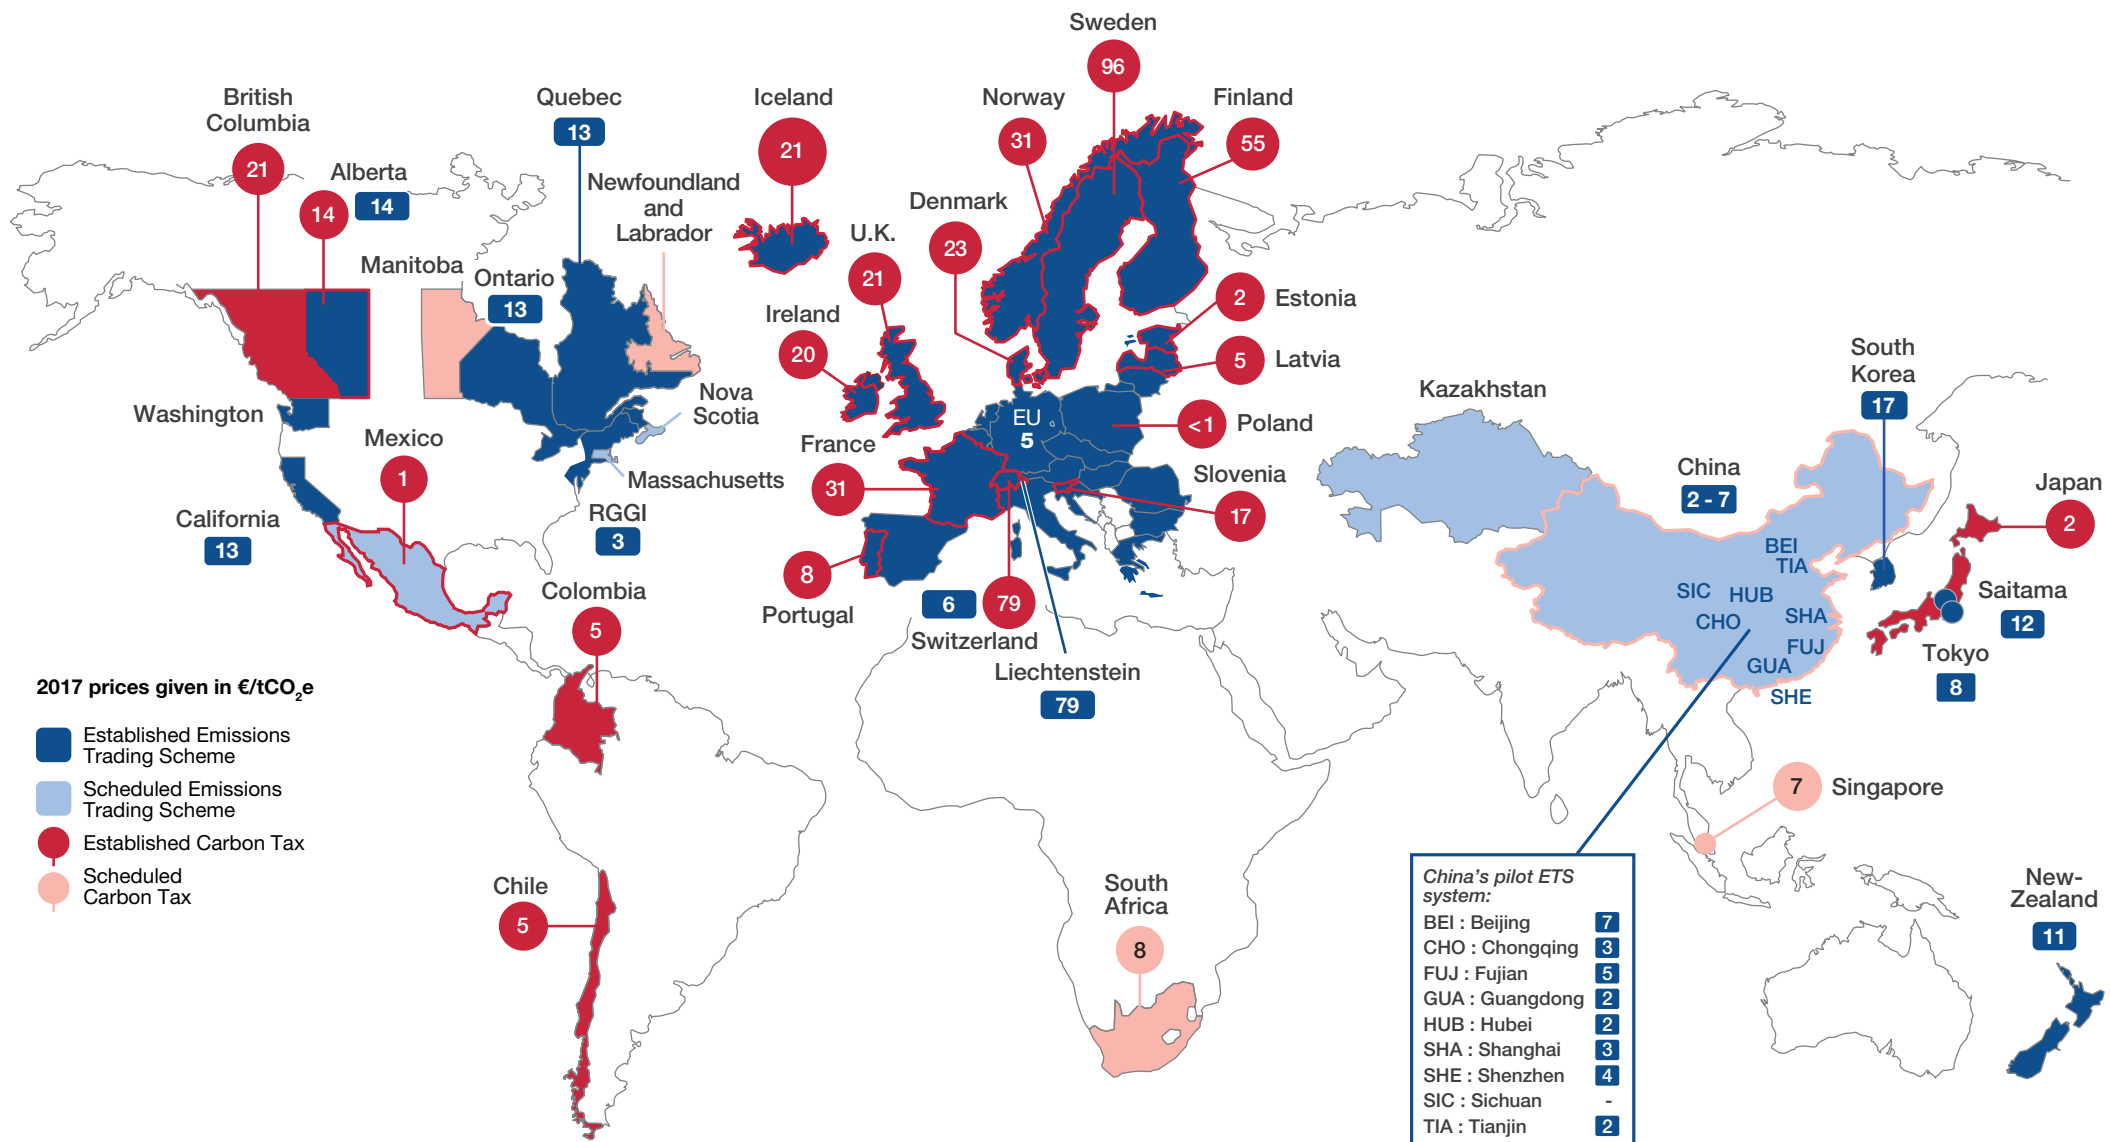 Sweden
96
British
Columbia
21
Alberta
14
14
Quebec
13
Iceland
21
Norway
31
Finland
55
Newfoundland
and
Labrador
Denmark
23
U.K.
21
Manitoba
Ontario
13
Ireland
20
2
Estonia
5
Latvia
Washington
Mexico
1
Nova
Scotia
France
31
EU
5
<1
Poland
Kazakhstan
South
Korea
17
Massachusetts
Slovenia
17
China
2 - 7
Japan
2
California
13
RGGI
3
BEI
TIA
SIC
HUB
CHO
SHA
FUJ
GUA
SHE
Saitama
12
Tokyo
8
8
Portugal
6
79
Switzerland
Liechtenstein
79
Colombia
5
2017 prices given in €/tCO2e
Established Emissions
Trading Scheme
Scheduled Emissions
Trading Scheme
Established Carbon Tax
Scheduled
Carbon Tax
7
Singapore
Chile
5
South
Africa
8
New-
Zealand
11
China's pilot ETS
system:
BEI : Beijing 7
CHO : Chongqing 3
FUJ : Fujian 5
GUA : Guangdong 2
HUB : Hubei 2
SHA : Shanghai 3
SHE : Shenzhen 4
SIC : Sichuan -
TIA : Tianjin 2